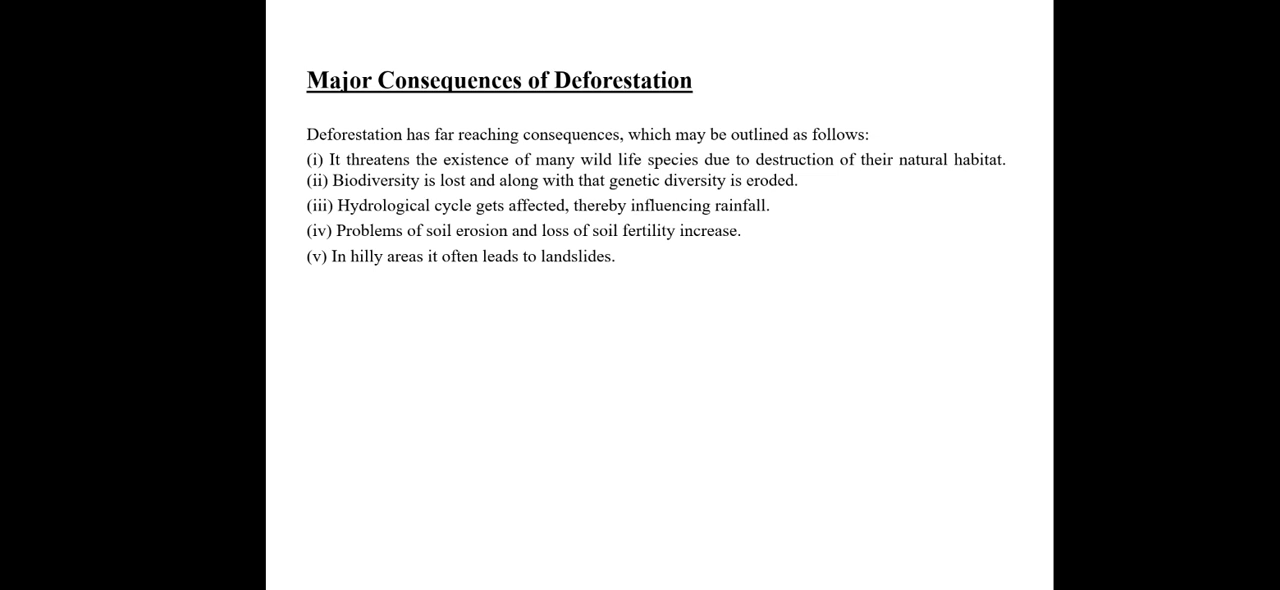 Major Consequences of Deforestation
Deforestation has far reaching consequences, which may be outlined as follows:
(i) It threatens the existence of many wild life species due to destruction of their natural habitat.
(ii) Biodiversity is lost and along with that genetic diversity is eroded.
(iii) Hydrological cycle gets affected, thereby influencing rainfall.
(iv) Problems of soil erosion and loss of soil fertility increase.
(v) In hilly areas it often leads to landslides.